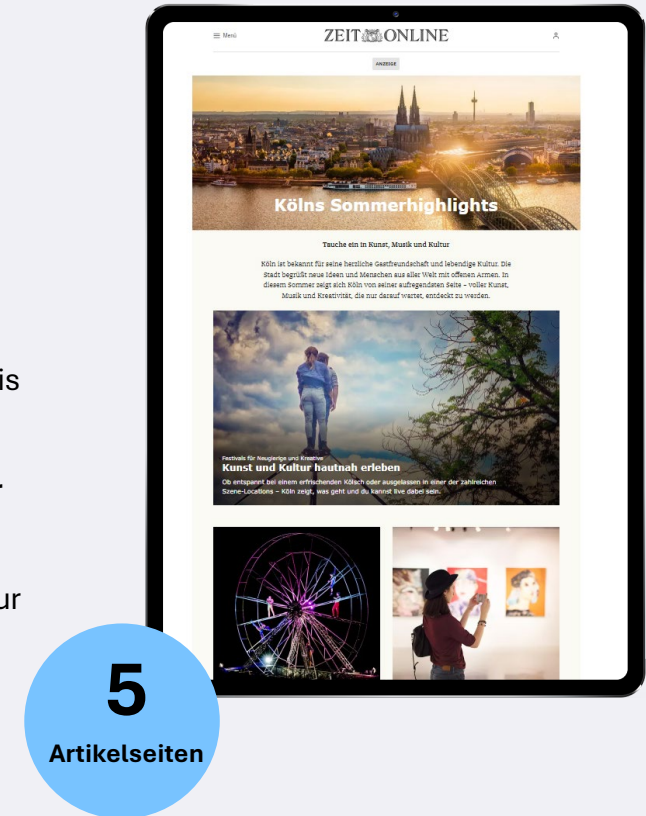 Menü
ZEIT ONLINE
ANZEIGE
Kölns Sommerhighlights
Tauche ein in Kunst, Musik und Kultur
Köln ist bekannt für seine herzliche Gastfreundschaft und lebendige Kultur. Die
Stadt begrüßt neue Ideen und Menschen aus aller Welt mit offenen Armen. In
diesem Sommer zeigt sich Köln von seiner aufregendsten Seite – voller Kunst,
Musik und Kreativität, die nur darauf wartet, entdeckt zu werden.
is
Festivals für Neugierige und Kreative
Kunst und Kultur hautnah erleben
Ob entspannt bei einem erfrischenden Kölsch oder ausgelassen in einer der zahlreichen
Szene-Locations – Köln zeigt, was geht und du kannst live dabei sein.
ur
5
Artikelseiten